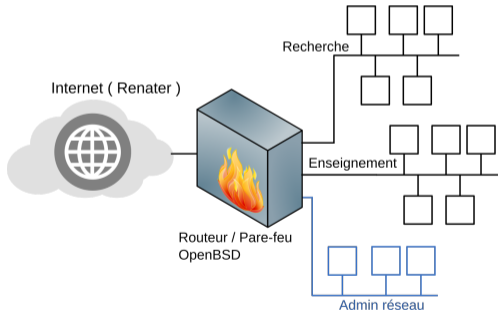 Recherche
Internet ( Renater )
Enseignement
Routeur / Pare-feu
OpenBSD
Admin réseau